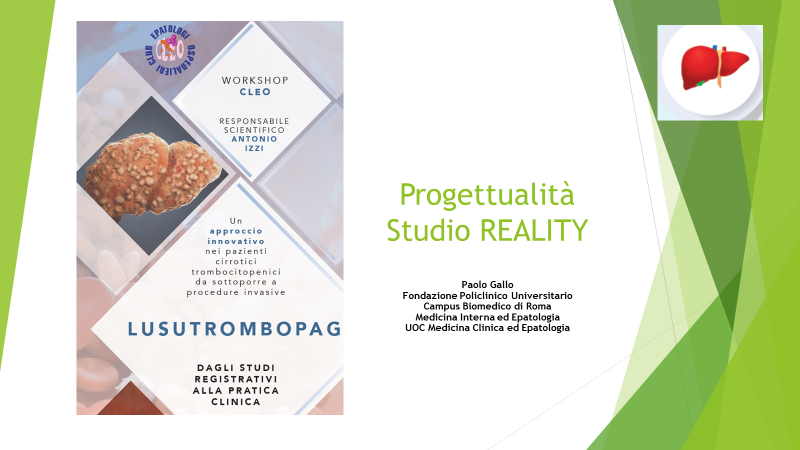 CLUB EPATOLOGI OSPEDALIERI
CLEO
WORKSHOP
CLEO
RESPONSABILE
SCIENTIFICO
ANTONIO
IZZI
Un
approccio
innovativo
nei pazienti
cirrotici
trombocitopenici
da sottoporre a
procedure invasive
LUSUTROMBOPAG
DAGLI STUDI
REGISTRATIVI
ALLA PRATICA
CLINICA
Progettualità
Studio REALITY
Paolo Gallo
Fondazione Policlinico Universitario
Campus Biomedico di Roma
Medicina Interna ed Epatologia
UOC Medicina Clinica ed Epatologia